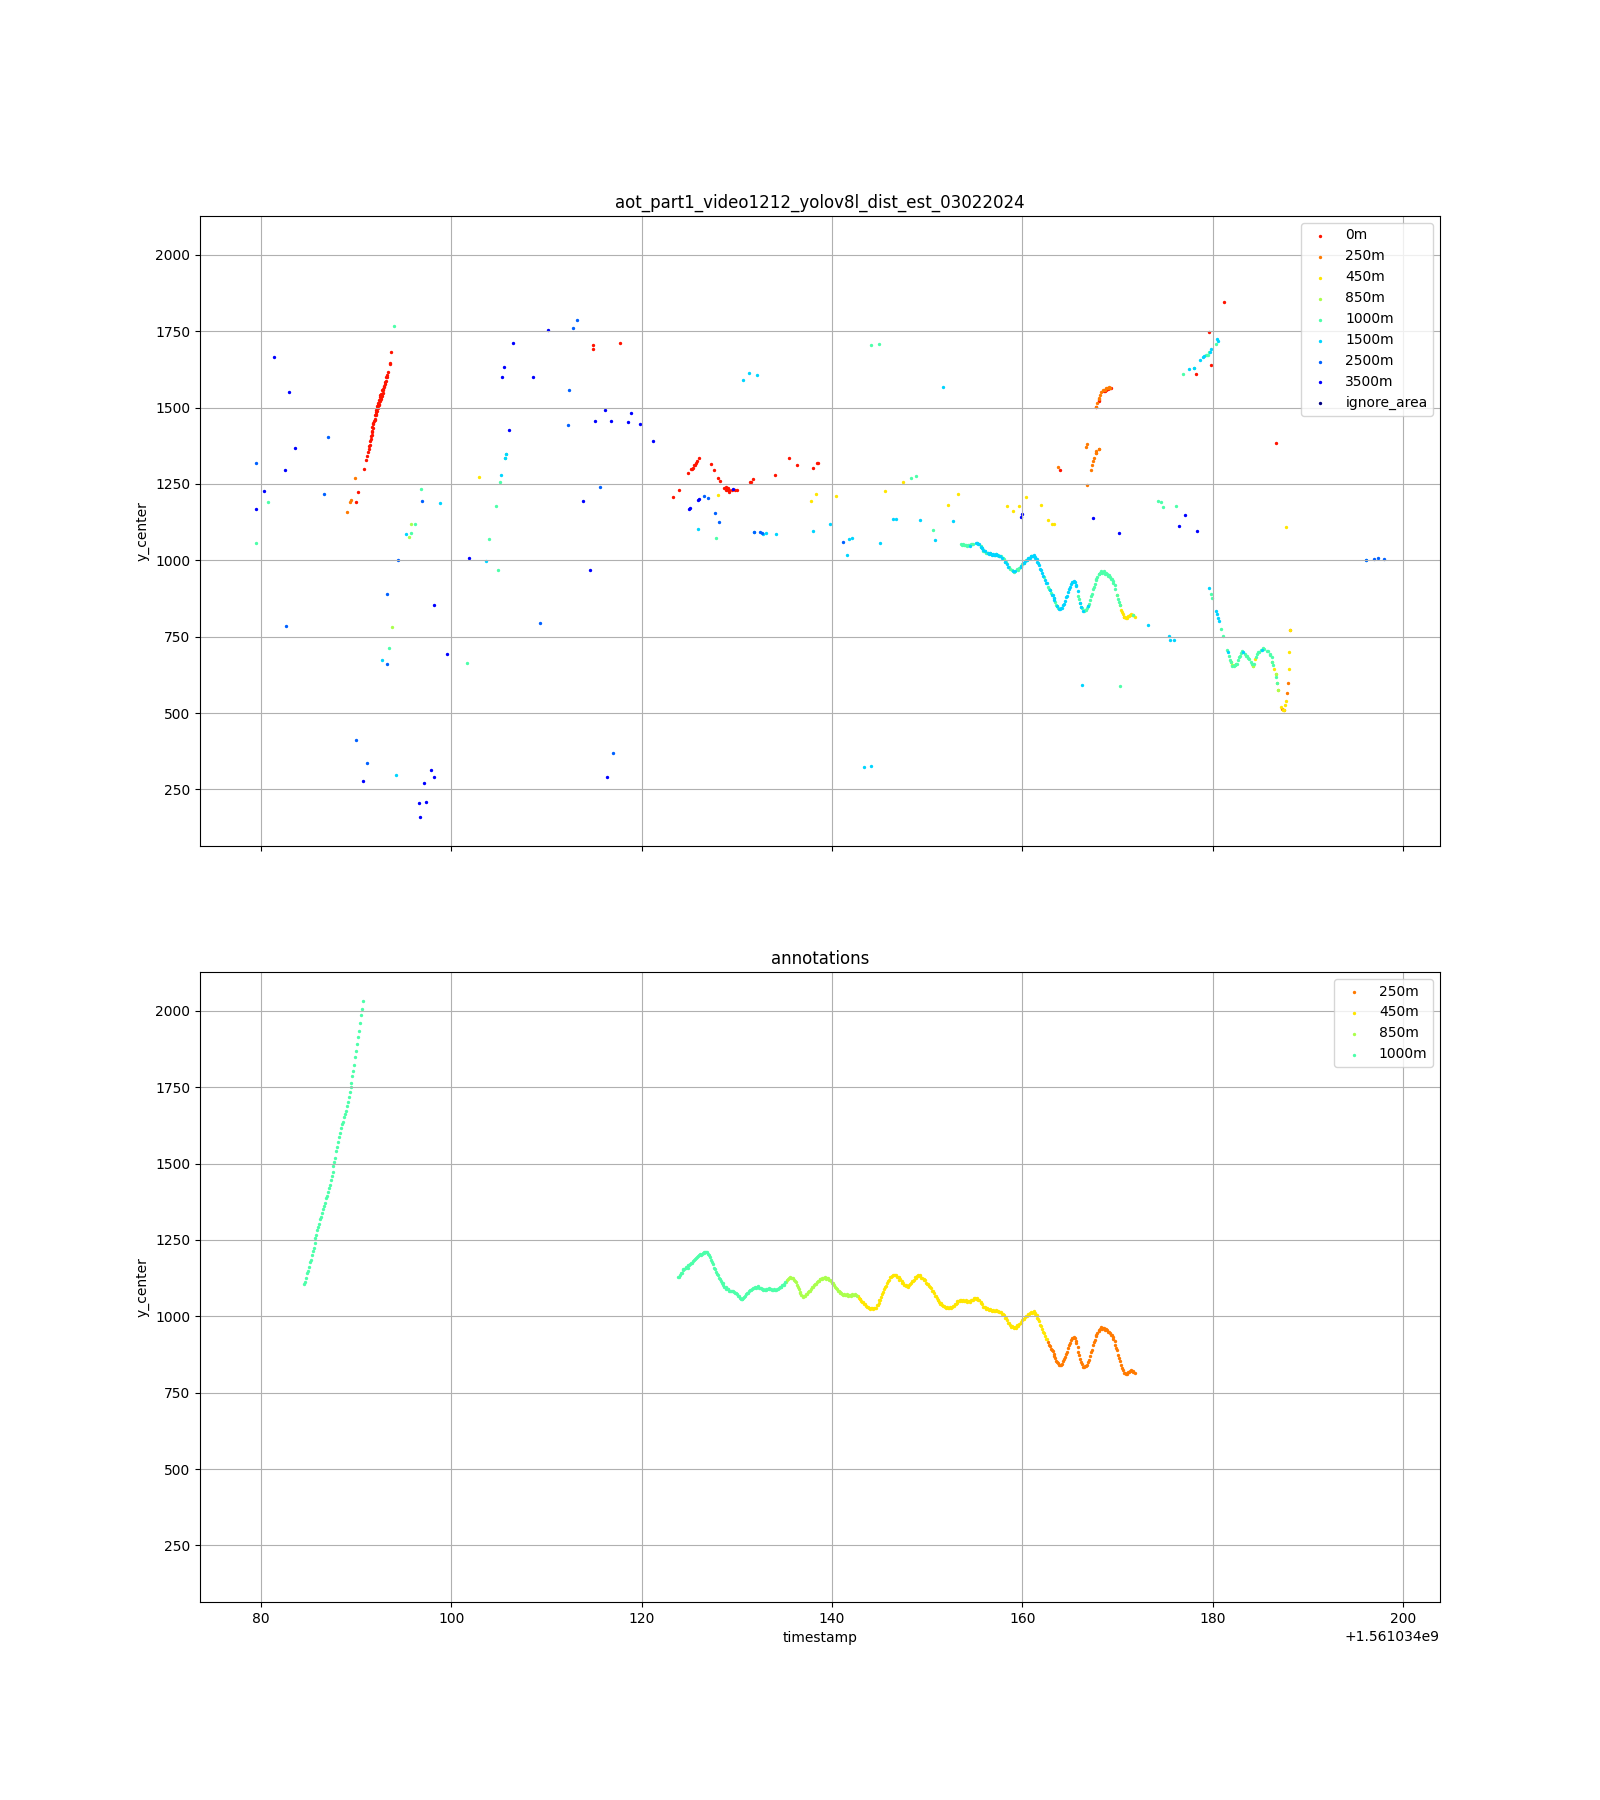 aot_part1_video1212_yolov8l_dist_est_03022024
2000
1750
1500
1250
1000
750
500
250
y_center
0m
250m
450m
850m
1000m
1500m
2500m
3500m
ignore_area
annotations
2000
1750
1500
1250
1000
750
500
250
y_center
250m
450m
850m
1000m
80 100 120 140 160 180 200
timestamp
+1.561034e9